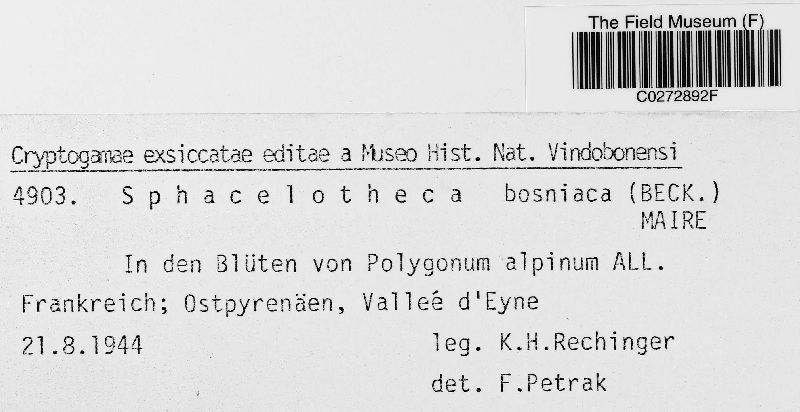 The Field Museum (F)
C0272892F
Cryptogamae exsiccatae editae a Museo Hist. Nat. Vindobonensi
4903. Sphacelotheca bosniaca (BECK.)
MAIRE
In den Blüten von Polygonum alpinum ALL.
Frankreich; Ostpyrenäen, Valleé d'Eyne
21.8.1944 leg. K.H.Rechinger
det. F.Petrak